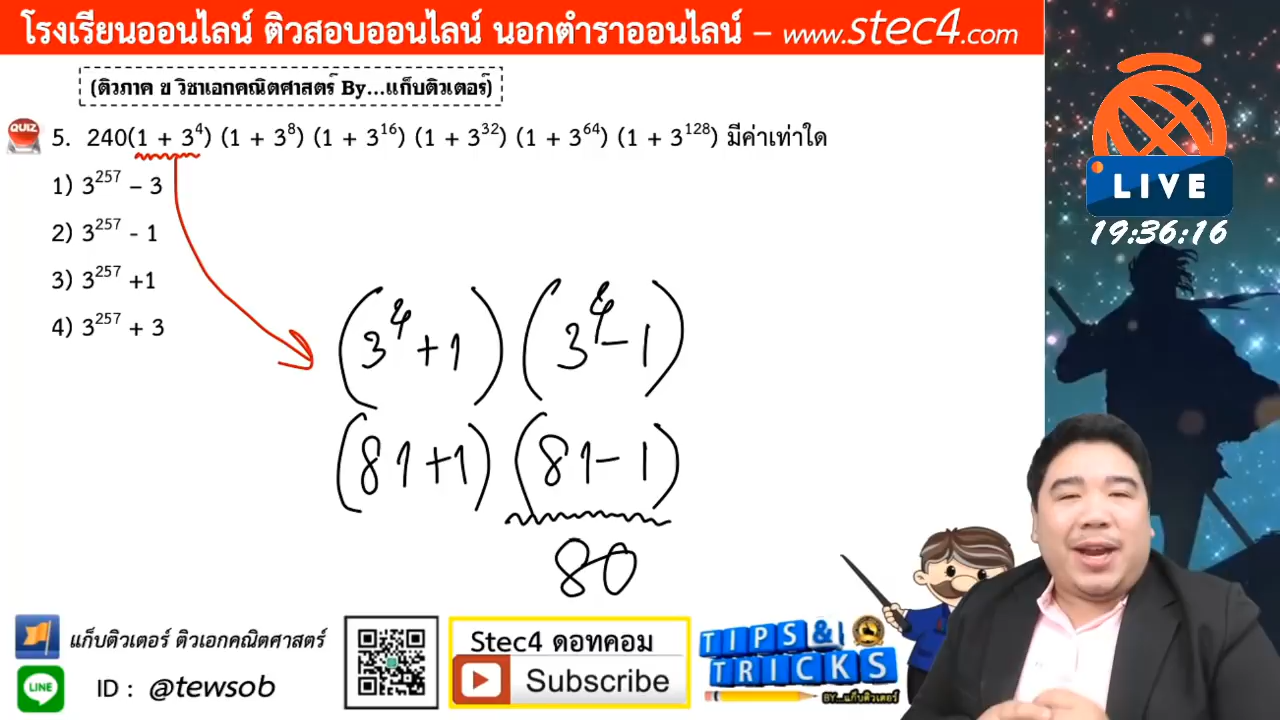 โรงเรียนออนไลน์ ติวสอบออนไลน์ นอกตำราออนไลน์ – www.stec4.com
(ติวภาค ข วิชาเอกคณิตศาสตร์ By...แก็บติวเตอร์)
QUIZ
5. 240(1 + 3⁴) (1 + 3⁸) (1 + 3¹⁶) (1 + 3³²) (1 + 3⁶⁴) (1 + 3¹²⁸) มีค่าเท่าใด
1) 3²⁵⁷ – 3
2) 3²⁵⁷ - 1
3) 3²⁵⁷ +1
4) 3²⁵⁷ + 3
LIVE
19:36:16
(3⁴+1) (3⁴-1)
(81+1) (81-1)
80
แก็บติวเตอร์ ติวเอกคณิตศาสตร์
LINE
ID : @tewsob
Stec4 ดอทคอม
Subscribe
TIPS &
TRICKS
BY...แก็บติวเตอร์